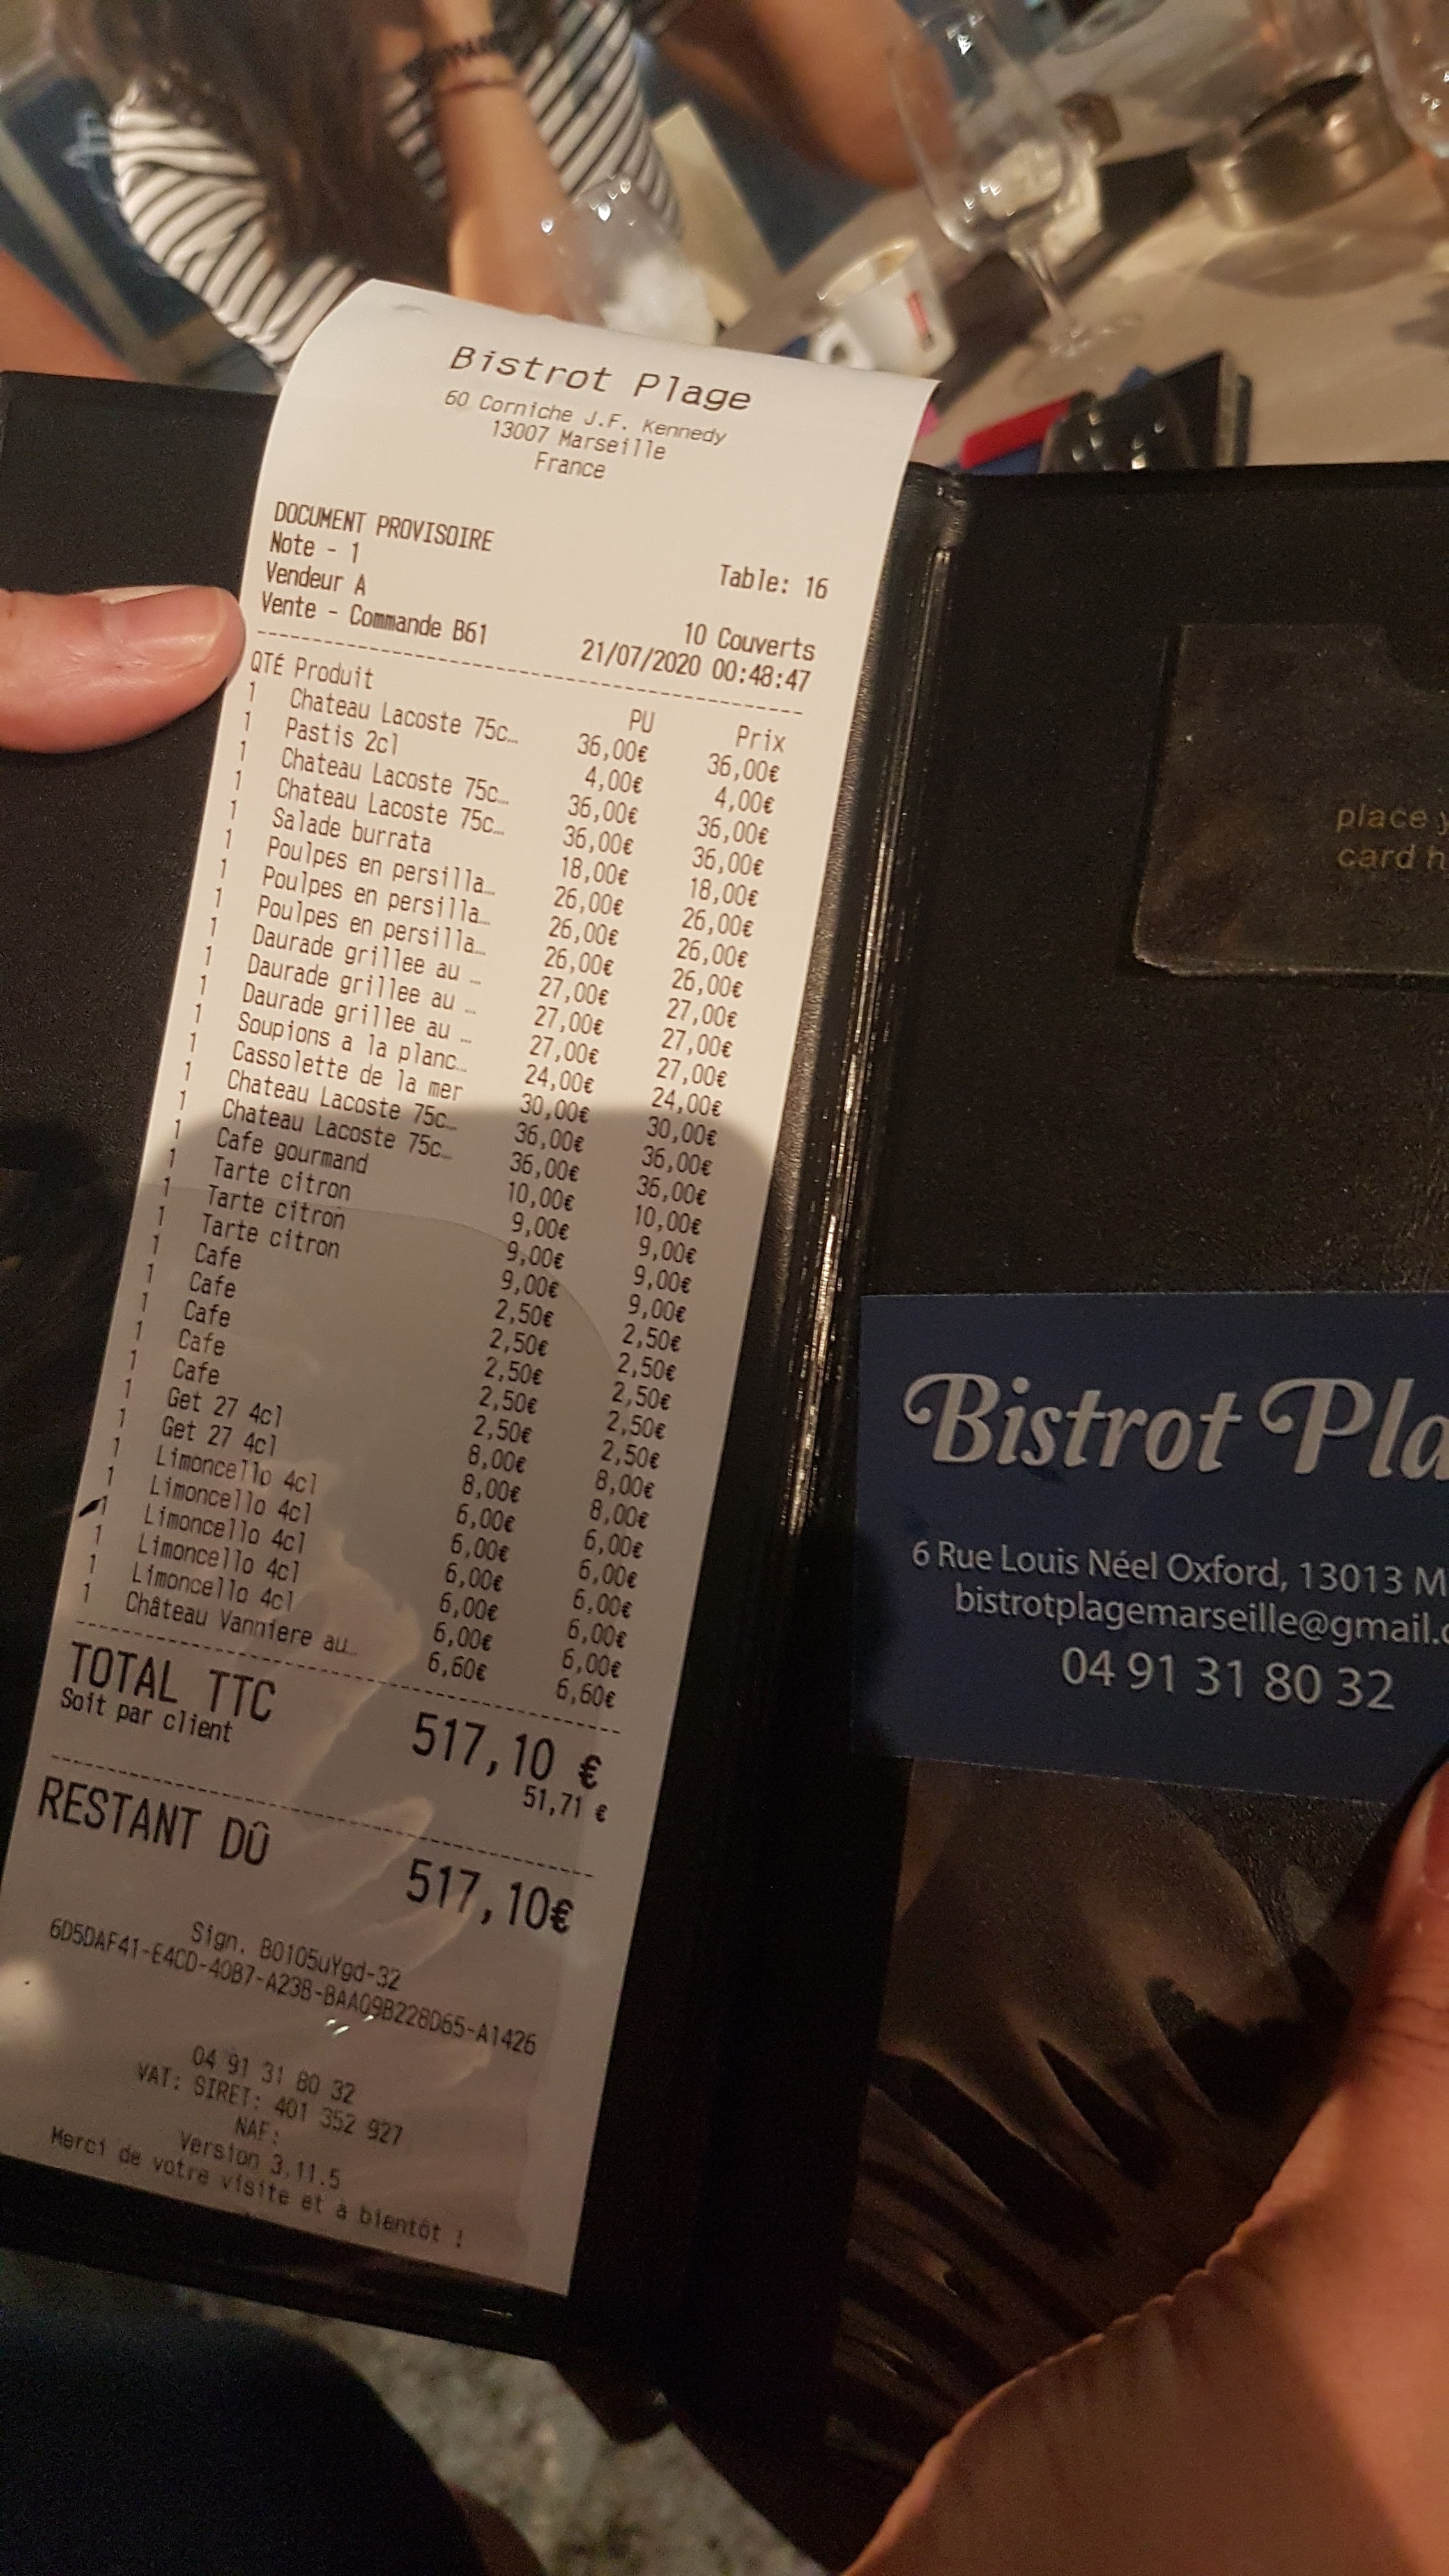 Bistrot Plage
60 Corniche J.F. Kennedy
13007 Marseille
France
DOCUMENT PROVISOIRE
Note - 1
Table: 16
Vendeur A
10 Couverts
Vente - Commande B61
21/07/2020 00:48:47
QTÉ Produit PU Prix
1 Chateau Lacoste 75c… 36,00€ 36,00€
1 Pastis 2cl 4,00€ 4,00€
1 Chateau Lacoste 75c… 36,00€ 36,00€
1 Chateau Lacoste 75c… 36,00€ 36,00€
1 Salade burrata 18,00€ 18,00€
1 Poulpes en persilla… 26,00€ 26,00€
1 Poulpes en persilla… 26,00€ 26,00€
1 Poulpes en persilla… 26,00€ 26,00€
1 Daurade grillee au … 27,00€ 27,00€
1 Daurade grillee au … 27,00€ 27,00€
1 Daurade grillee au … 27,00€ 27,00€
1 Soupions a la planc… 24,00€ 24,00€
1 Cassolette de la mer 30,00€ 30,00€
1 Chateau Lacoste 75c… 36,00€ 36,00€
1 Chateau Lacoste 75c… 36,00€ 36,00€
1 Cafe gourmand 10,00€ 10,00€
1 Tarte citron 9,00€ 9,00€
1 Tarte citron 9,00€ 9,00€
1 Tarte citron 9,00€ 9,00€
1 Cafe 2,50€ 2,50€
1 Cafe 2,50€ 2,50€
1 Cafe 2,50€ 2,50€
1 Cafe 2,50€ 2,50€
1 Cafe 2,50€ 2,50€
1 Get 27 4cl 8,00€ 8,00€
1 Get 27 4cl 8,00€ 8,00€
1 Limoncello 4cl 6,00€ 6,00€
1 Limoncello 4cl 6,00€ 6,00€
1 Limoncello 4cl 6,00€ 6,00€
1 Limoncello 4cl 6,00€ 6,00€
1 Limoncello 4cl 6,00€ 6,00€
1 Château Vanniere au… 6,60€ 6,60€
TOTAL TTC 517,10 €
Soit par client 51,71 €
RESTANT DÛ 517,10€
Sign. B0105uYgd-32
6D5DAF41-E4CD-40B7-A23B-BAA09B228D65-A1426
04 91 31 80 32
VAT: SIRET: 401 352 927
NAF:
Version 3.11.5
Merci de votre visite et à bientôt !
place
card
Bistrot Pla
6 Rue Louis Néel Oxford, 13013 M
bistrotplagemarseille@gmail.
04 91 31 80 32